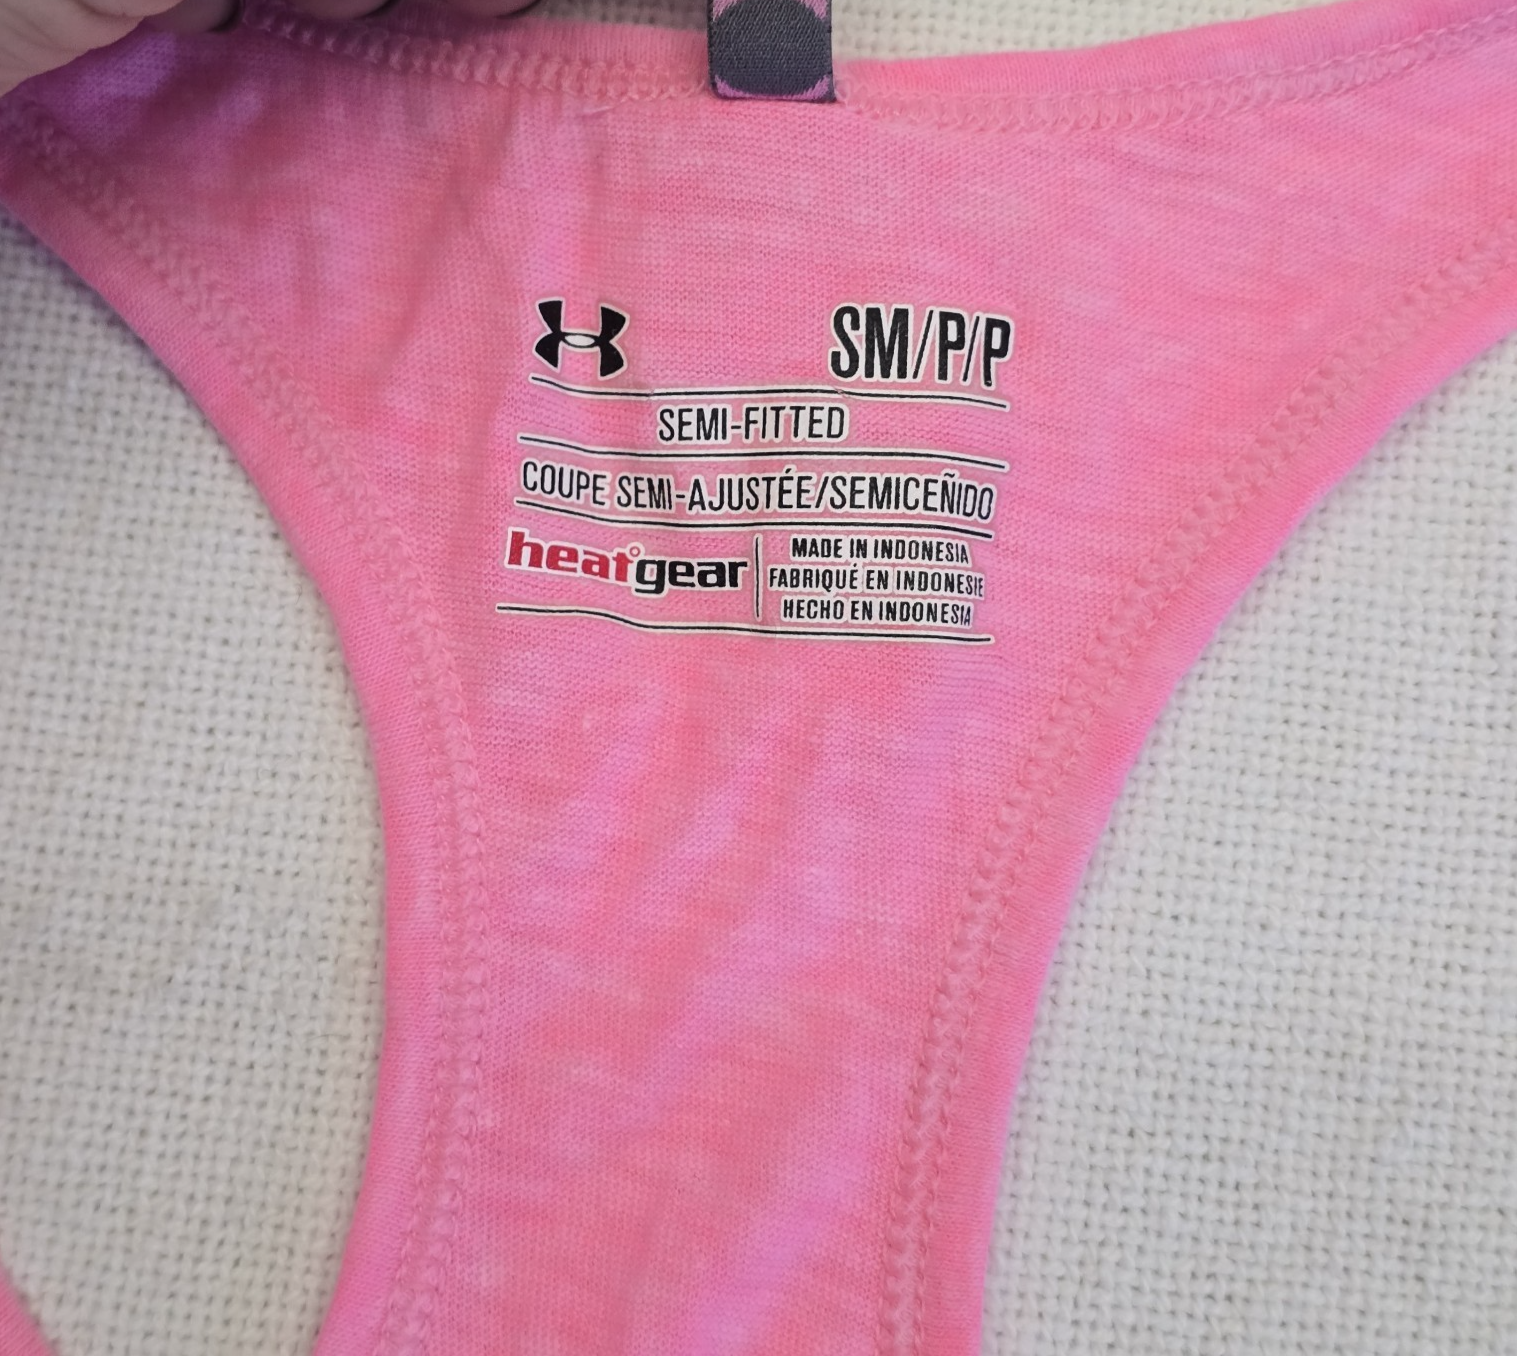 SM/P/P
SEMI-FITTED
COUPE SEMI-AJUSTÉE/SEMICEÑIDO
heatgear
MADE IN INDONESIA
FABRIQUÉ EN INDONESIE
HECHO EN INDONESIA